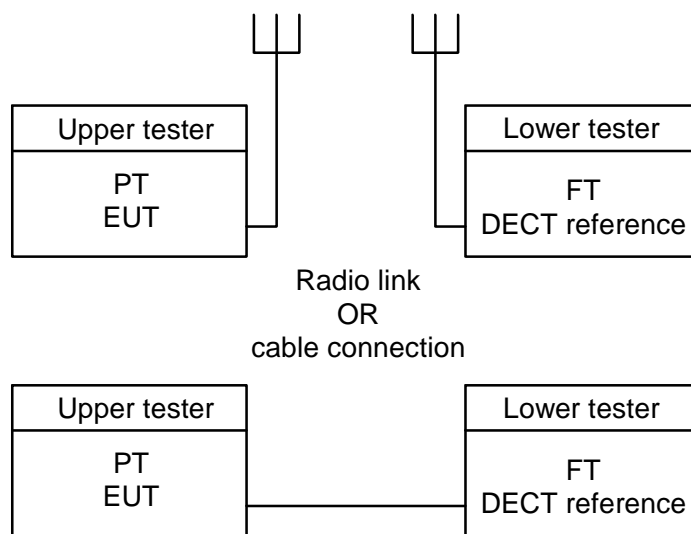 Upper tester
PT
EUT
Lower tester
FT
DECT reference
Radio link
OR
cable connection
Upper tester
PT
EUT
Lower tester
FT
DECT reference